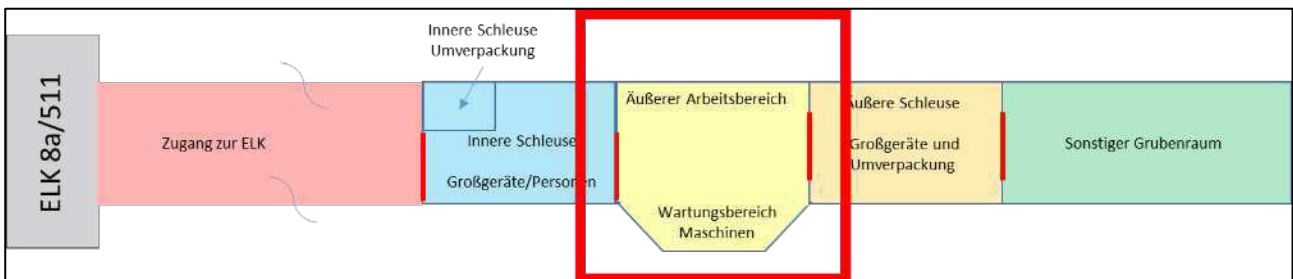 ELK 8a/511
Zugang zur ELK
Innere Schleuse
Umverpackung
Innere Schleuse
Großgeräte/Personen
Äußerer Arbeitsbereich
Wartungsbereich
Maschinen
Äußere Schleuse
Großgeräte und
Umverpackung
Sonstiger Grubenraum